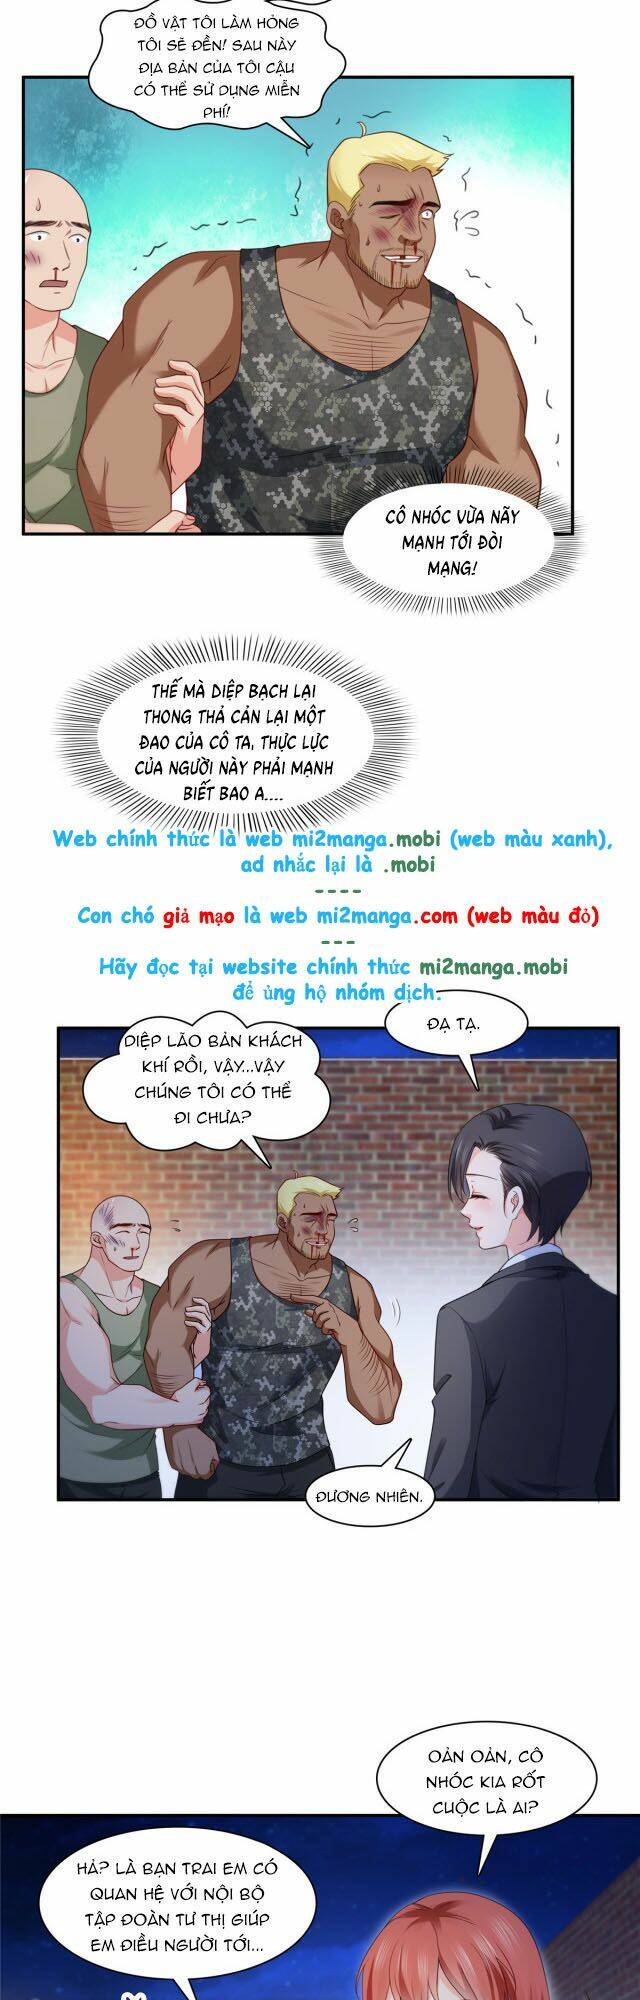 ĐỒ VẬT TÔI LÀM HỎNG
TÔI SẼ ĐỀN! SAU NÀY
ĐỊA BÀN CỦA TÔI CẬU
CÓ THỂ SỬ DỤNG MIỄN
PHÍ!
CÔ NHÓC VỪA NÃY
MẠNH TỚI ĐÒI
MẠNG!
THẾ MÀ DIỆP BẠCH LẠI
THONG THẢ CẢN LẠI MỘT
ĐAO CỦA CÔ TA, THỰC LỰC
CỦA NGƯỜI NÀY PHẢI MẠNH
BIẾT BAO A....
Web chính thức là web mi2manga.mobi (web màu xanh),
ad nhắc lại là .mobi
----
Con chó giả mạo là web mi2manga.com (web màu đỏ)
---
Hãy đọc tại website chính thức mi2manga.mobi
để ủng hộ nhóm dịch.
ĐẠ TẠ.
DIỆP LÃO BẢN KHÁCH
KHÍ RỒI, VẬY...VẬY
CHÚNG TÔI CÓ THỂ
ĐI CHƯA?
ĐƯƠNG NHIÊN.
OẢN OẢN, CÔ
NHÓC KIA RỐT
CUỘC LÀ AI?
HẢ? LÀ BẠN TRAI EM CÓ
QUAN HỆ VỚI NỘI BỘ
TẬP ĐOÀN TƯ THỊ GIÚP
EM ĐIỀU NGƯỜI TỚI...